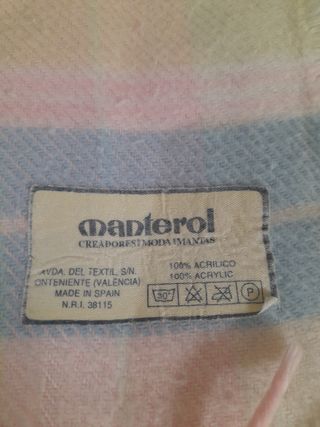 manterol
CREADORES!MODA!MANTAS
AVDA. DEL TEXTIL, S/N.
ONTENIENTE (VALENCIA)
MADE IN SPAIN
N.R.I. 38115
100% ACRILICO
100% ACRYLIC
30°
P